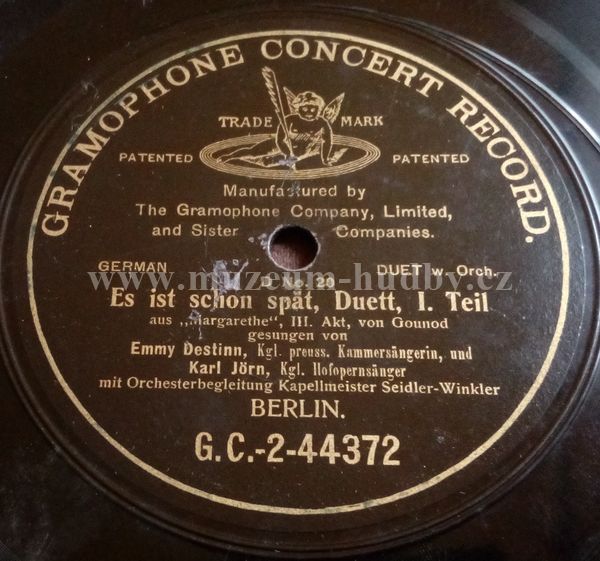 GRAMOPHONE CONCERT RECORD.
TRADE MARK
PATENTED PATENTED
Manufactured by
The Gramophone Company, Limited,
and Sister Companies.
GERMAN DUET w. Orch.
www.muzeum-hudby.cz
D No. 20
Es ist schon spät, Duett, I. Teil
aus „Margarethe“, III. Akt, von Gounod
gesungen von
Emmy Destinn, Kgl. preuss. Kammersängerin, und
Karl Jörn, Kgl. Hofopernsänger
mit Orchesterbegleitung Kapellmeister Seidler-Winkler
BERLIN.
G.C.-2-44372